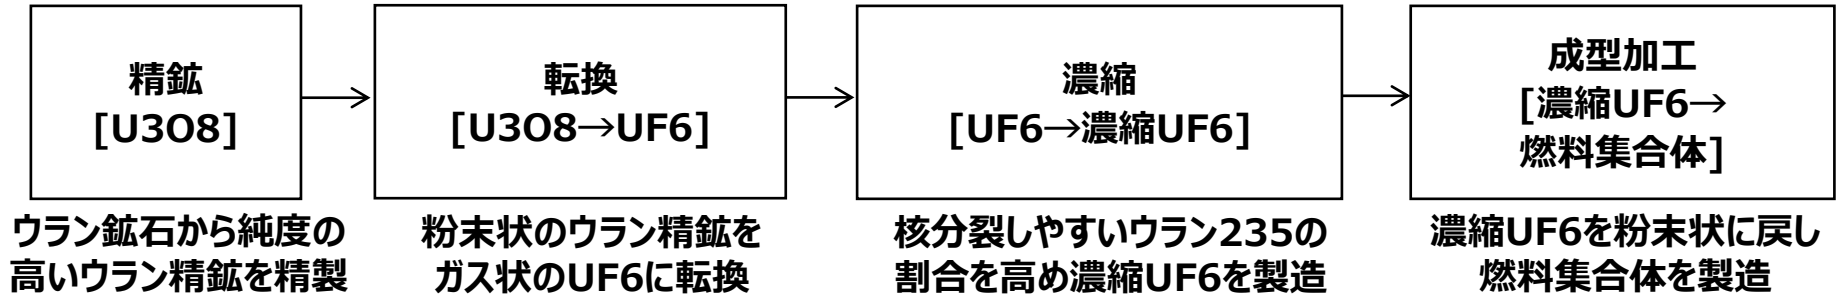 精鉱
[U3O8]
ウラン鉱石から純度の
高いウラン精鉱を精製
転換
[U3O8→UF6]
粉末状のウラン精鉱を
ガス状のUF6に転換
濃縮
[UF6→濃縮UF6]
核分裂しやすいウラン235の
割合を高め濃縮UF6を製造
成型加工
[濃縮UF6→
燃料集合体]
濃縮UF6を粉末状に戻し
燃料集合体を製造